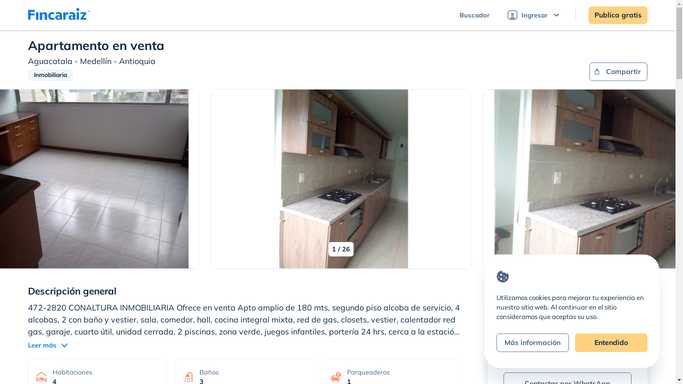 Fincaraíz
Buscador
Ingresar
Publica gratis
Apartamento en venta
Aguacatala - Medellín - Antioquia
Inmobiliaria
Compartir
1 / 26
Descripción general
472-2820 CONALTURA INMOBILIARIA Ofrece en venta Apto amplio de 180 mts, segundo piso alcoba de servicio, 4
alcobas, 2 con baño y vestier, sala, comedor, hall, cocina integral mixta, red de gas, closets, vestier, calentador red
gas, garaje, cuarto útil, unidad cerrada, 2 piscinas, zona verde, juegos infantiles, portería 24 hrs, cerca a la estació...
Leer más
Habitaciones
4
Baños
3
Parqueaderos
1
Utilizamos cookies para mejorar tu experiencia en
nuestro sitio web. Al continuar en el sitio
consideramos que aceptas su uso.
Más información
Entendido
Contactar por WhatsApp